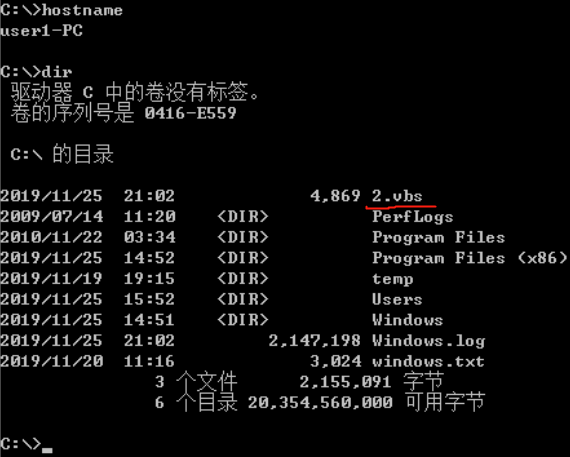 C:\>hostname
user1-PC
C:\>dir
驱动器 C 中的卷没有标签。
卷的序列号是 0416-E559
C:\ 的目录
2019/11/25  21:02             4,869 2.vbs
2009/07/14  11:20    <DIR>          PerfLogs
2010/11/22  03:34    <DIR>          Program Files
2019/11/25  14:52    <DIR>          Program Files (x86)
2019/11/19  19:15    <DIR>          temp
2019/11/25  15:52    <DIR>          Users
2019/11/25  14:51    <DIR>          Windows
2019/11/25  21:02         2,147,198 Windows.log
2019/11/20  11:16             3,024 windows.txt
3 个文件      2,155,091 字节
6 个目录 20,354,560,000 可用字节
C:\>_